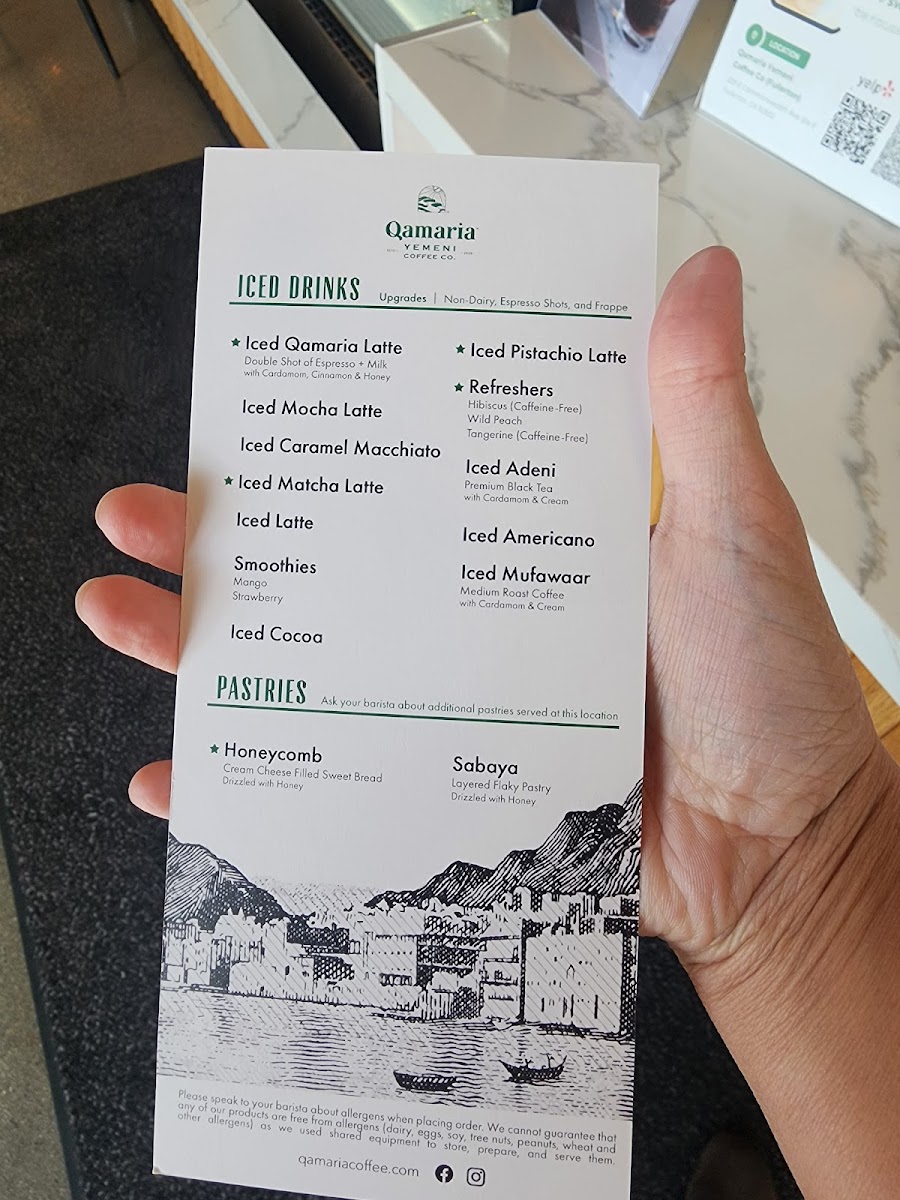 LOCATION
Qamaria Yemeni
Coffee Co (Fullerton)
yelp
Qamaria
YEMENI
COFFEE CO.
ICED DRINKS
Upgrades | Non-Dairy, Espresso Shots, and Frappe
★ Iced Qamaria Latte
Double Shot of Espresso + Milk
with Cardamom, Cinnamon & Honey
Iced Mocha Latte
Iced Caramel Macchiato
★ Iced Matcha Latte
Iced Latte
Smoothies
Mango
Strawberry
Iced Cocoa
★ Iced Pistachio Latte
★ Refreshers
Hibiscus (Caffeine-Free)
Wild Peach
Tangerine (Caffeine-Free)
Iced Adeni
Premium Black Tea
with Cardamom & Cream
Iced Americano
Iced Mufawaar
Medium Roast Coffee
with Cardamom & Cream
PASTRIES
Ask your barista about additional pastries served at this location
★ Honeycomb
Cream Cheese Filled Sweet Bread
Drizzled with Honey
Sabaya
Layered Flaky Pastry
Drizzled with Honey
Please speak to your barista about allergens when placing order. We cannot guarantee that
any of our products are free from allergens (dairy, eggs, soy, tree nuts, peanuts, wheat and
other allergens) as we used shared equipment to store, prepare, and serve them.
qamariacoffee.com